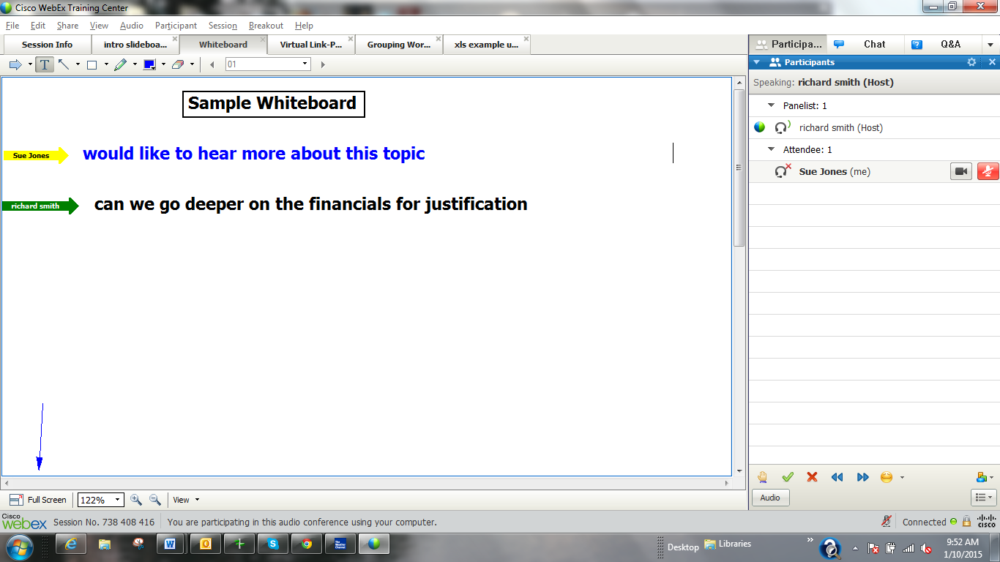 Cisco WebEx Training Center
File Edit Share View Audio Participant Session Breakout Help
Session Info intro slideboa... Whiteboard Virtual Link-P... Grouping Wor... xls example u...
Participa... Chat Q&A
T 01
Participants
Speaking: richard smith (Host)
Panelist: 1
richard smith (Host)
Attendee: 1
Sue Jones (me)
Sample Whiteboard
Sue Jones would like to hear more about this topic
richard smith can we go deeper on the financials for justification
Audio
Full Screen 122% View
Cisco webex Session No. 738 408 416 You are participating in this audio conference using your computer. Connected CISCO
Desktop Libraries
9:52 AM
1/10/2015